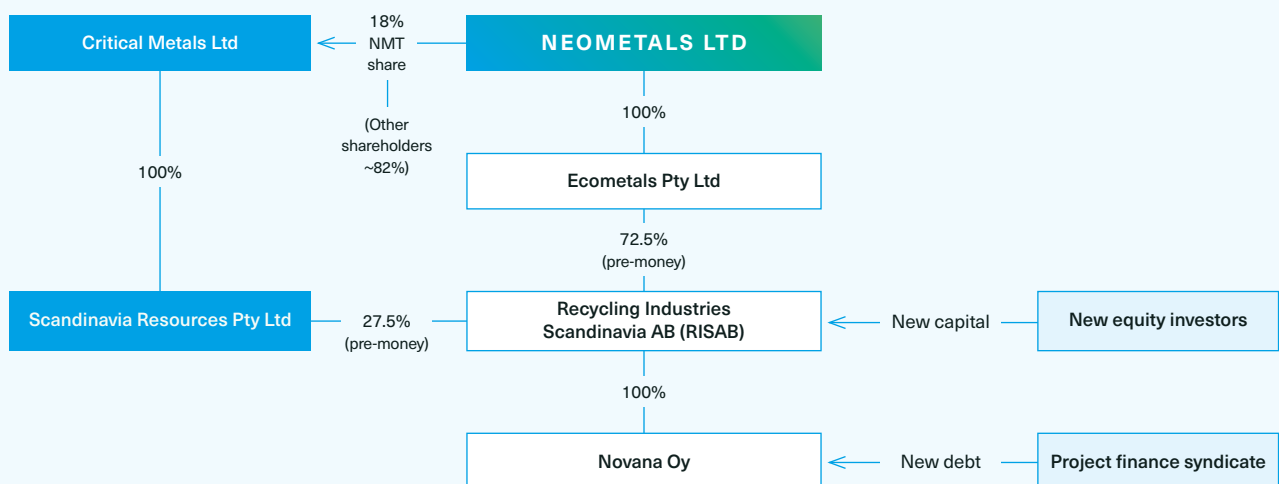 Critical Metals Ltd
18%
NMT
share
NEOMETALS LTD
(Other
shareholders
~82%)
100%
100%
Ecometals Pty Ltd
72.5%
(pre-money)
Scandinavia Resources Pty Ltd
27.5%
(pre-money)
Recycling Industries
Scandinavia AB (RISAB)
New capital
New equity investors
100%
Novana Oy
New debt
Project finance syndicate